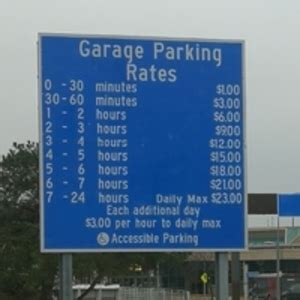 Garage Parking
Rates
0 - 30 minutes $1.00
30 - 60 minutes $3.00
1 - 2 hours $6.00
2 - 3 hours $9.00
3 - 4 hours $12.00
4 - 5 hours $15.00
5 - 6 hours $18.00
6 - 7 hours $21.00
7 - 24 hours Daily Max $23.00
Each additional day
$3.00 per hour to daily max
Accessible Parking